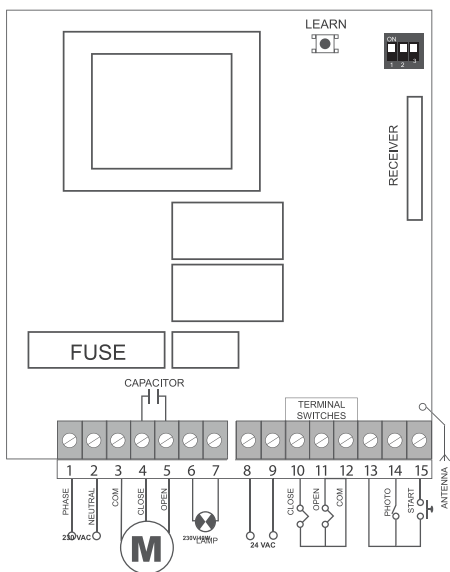 LEARN
ON
1 2 3
RECEIVER
FUSE
CAPACITOR
TERMINAL
SWITCHES
1 2 3 4 5 6 7 8 9 10 11 12 13 14 15
PHASE
NEUTRAL
COM
CLOSE
OPEN
CLOSE
OPEN
COM
PHOTO
START
ANTENNA
230 VAC
M
230V/40W
LAMP
24 VAC